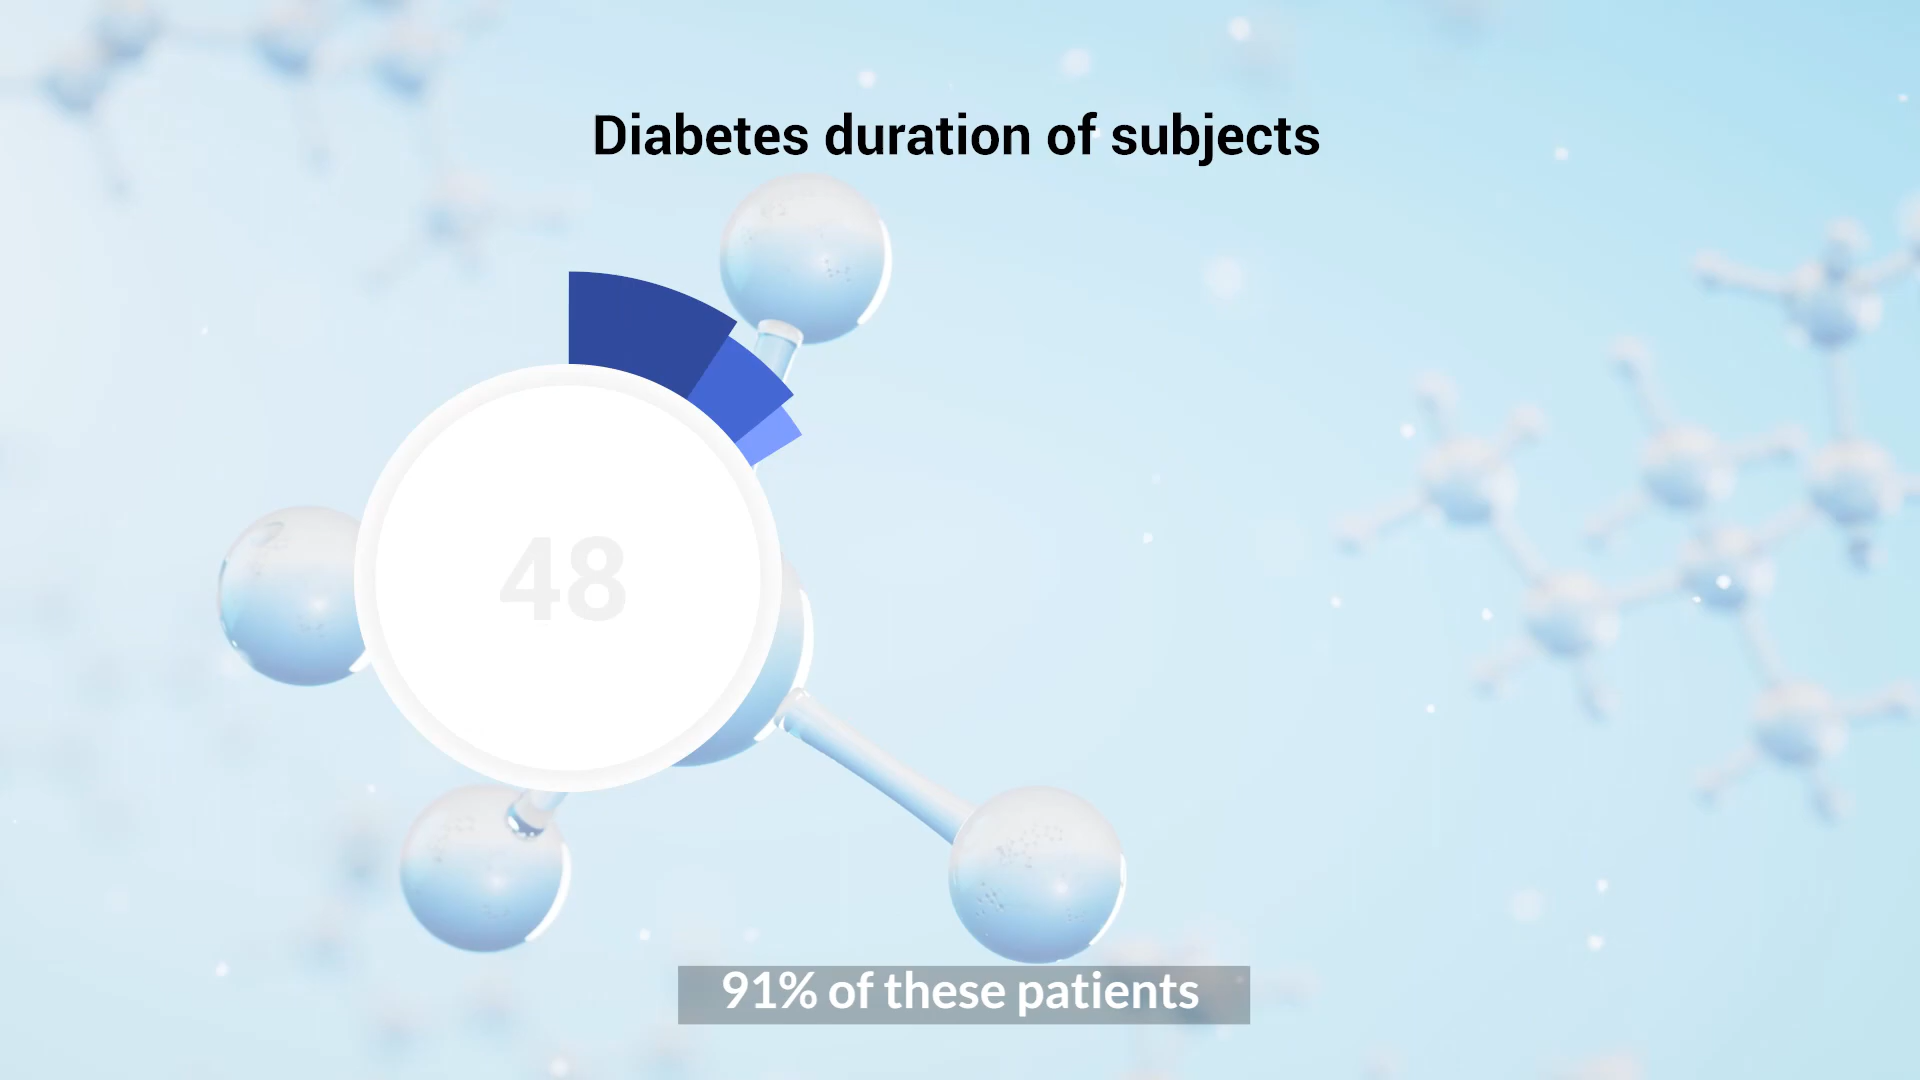 Diabetes duration of subjects
48
91% of these patients